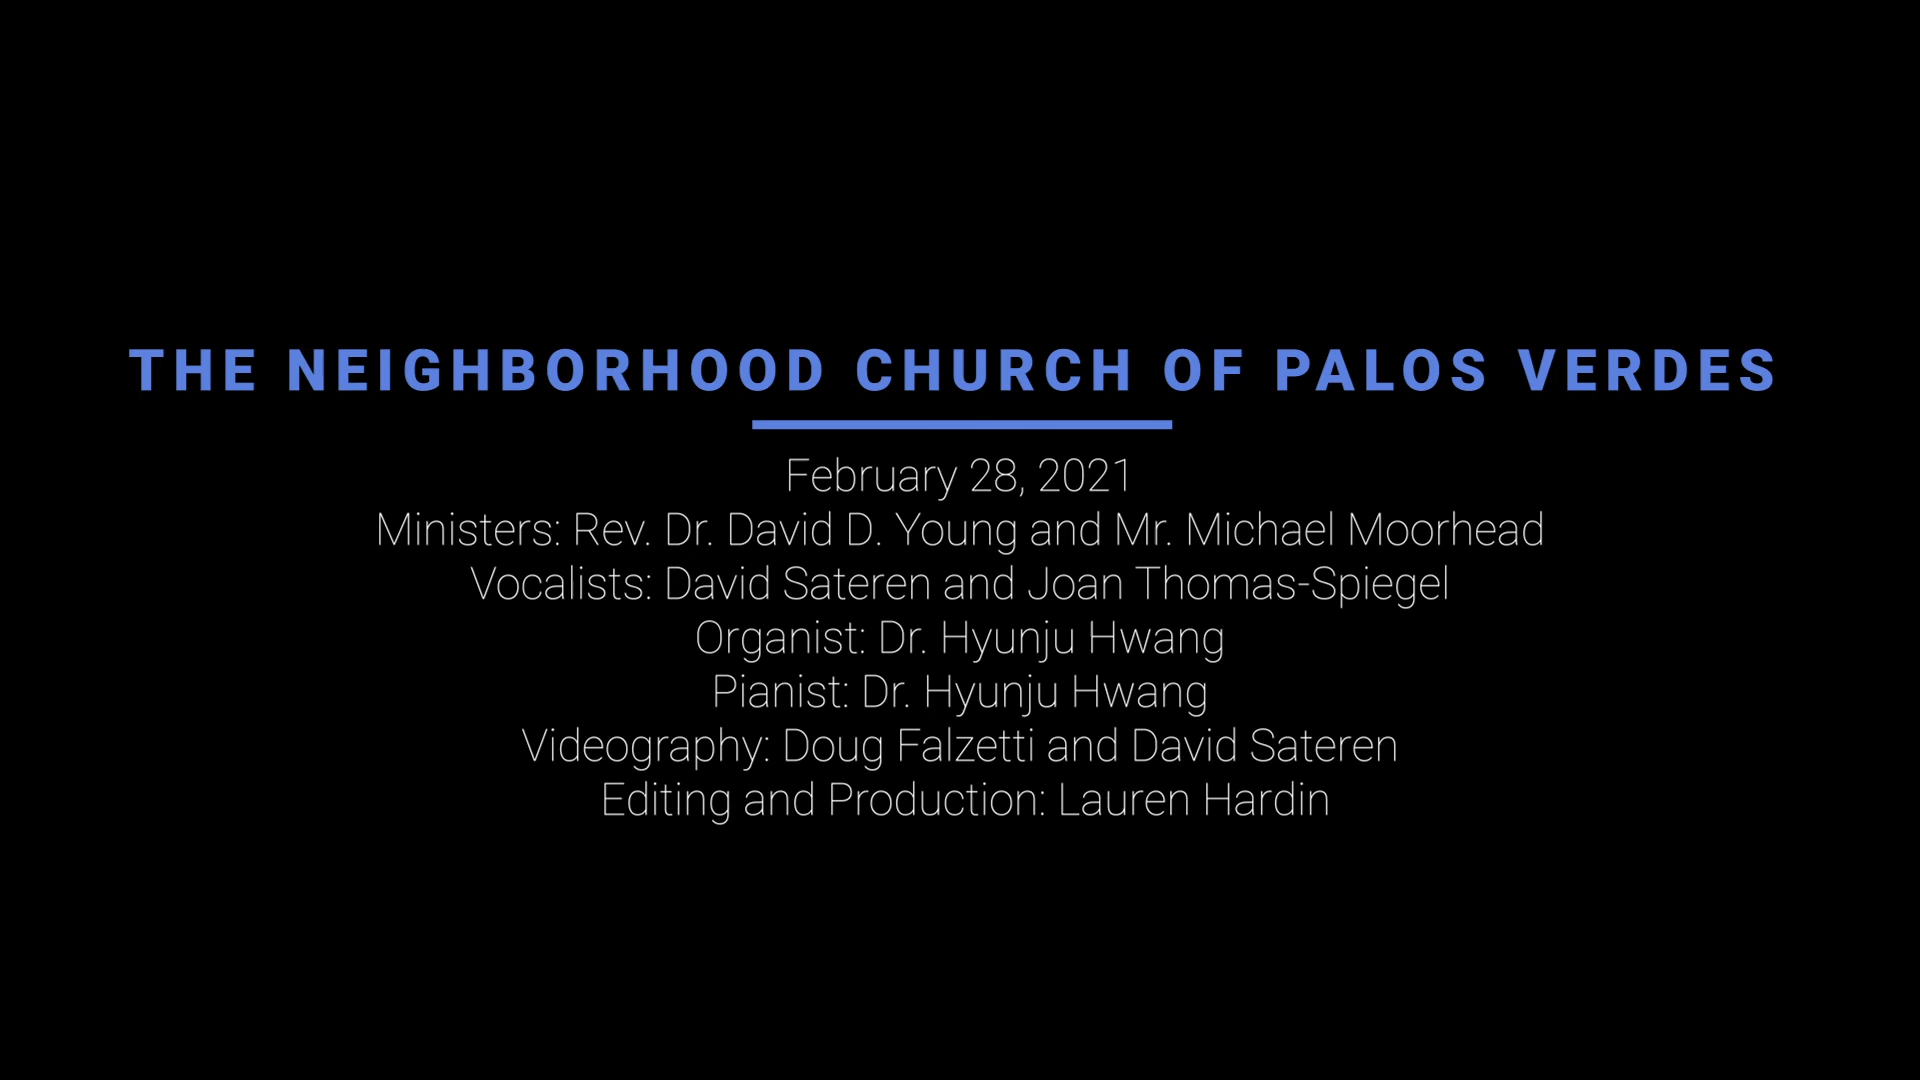 THE NEIGHBORHOOD CHURCH OF PALOS VERDES
February 28, 2021
Ministers: Rev. Dr. David D. Young and Mr. Michael Moorhead
Vocalists: David Sateren and Joan Thomas-Spiegel
Organist: Dr. Hyunju Hwang
Pianist: Dr. Hyunju Hwang
Videography: Doug Falzetti and David Sateren
Editing and Production: Lauren Hardin